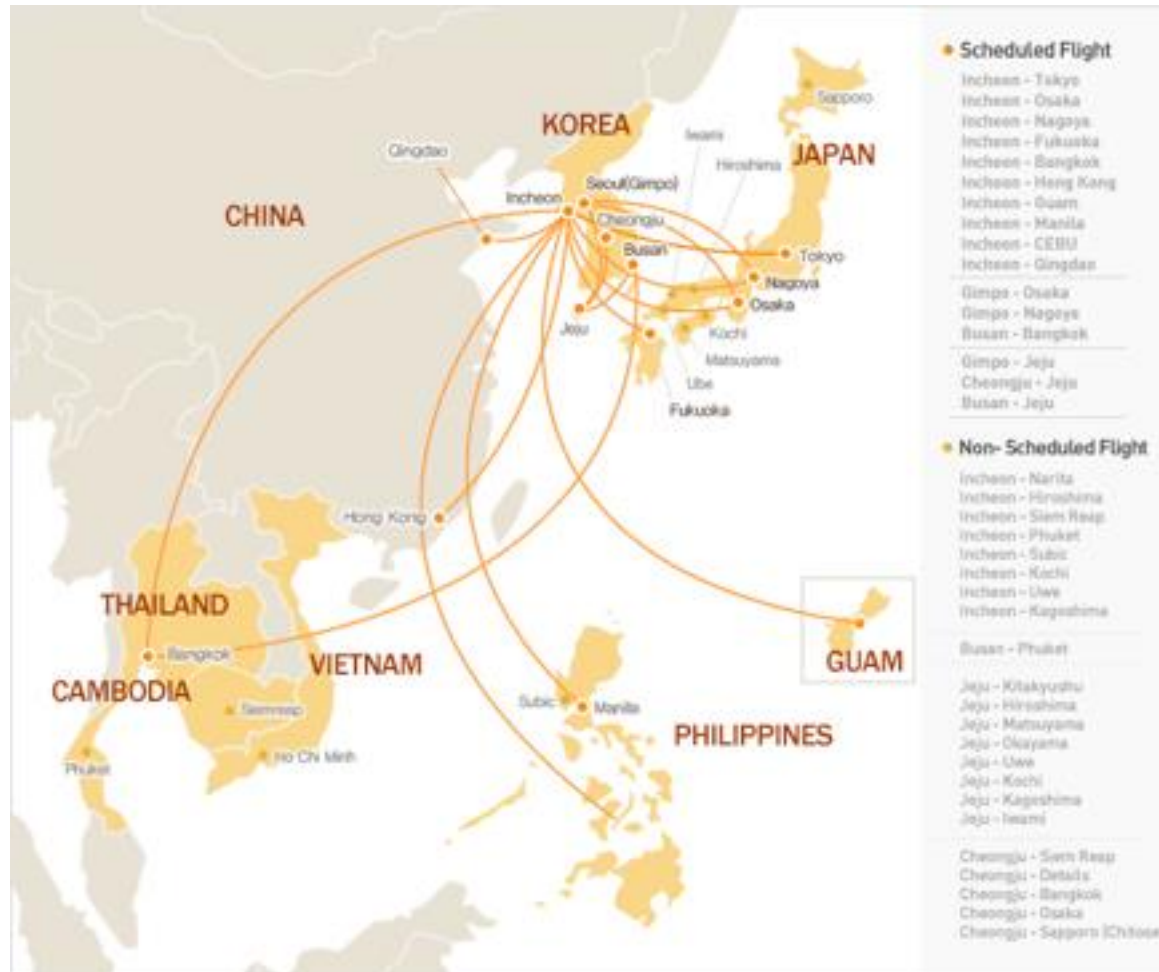 KOREA
JAPAN
CHINA
THAILAND
CAMBODIA
VIETNAM
PHILIPPINES
GUAM
Sapporo
Iwami
Hiroshima
Qingdao
Seoul(Gimpo)
Incheon
Cheongju
Busan
Tokyo
Nagoya
Osaka
Jeju
Kochi
Matsuyama
Ube
Fukuoka
Hong Kong
Bangkok
Siemreap
Ho Chi Minh
Phuket
Subic
Manila
Scheduled Flight
Incheon - Tokyo
Incheon - Osaka
Incheon - Nagoya
Incheon - Fukuoka
Incheon - Bangkok
Incheon - Hong Kong
Incheon - Guam
Incheon - Manila
Incheon - CEBU
Incheon - Qingdao
Gimpo - Osaka
Gimpo - Nagoya
Busan - Bangkok
Gimpo - Jeju
Cheongju - Jeju
Busan - Jeju
Non- Scheduled Flight
Incheon - Narita
Incheon - Hiroshima
Incheon - Siem Reap
Incheon - Phuket
Incheon - Subic
Incheon - Kochi
Incheon - Uwe
Incheon - Kagoshima
Busan - Phuket
Jeju - Kitakyushu
Jeju - Hiroshima
Jeju - Matsuyama
Jeju - Okayama
Jeju - Uwe
Jeju - Kochi
Jeju - Kagoshima
Jeju - Iwami
Cheongju - Siem Reap
Cheongju - Details
Cheongju - Bangkok
Cheongju - Osaka
Cheongju - Sapporo (Chitose